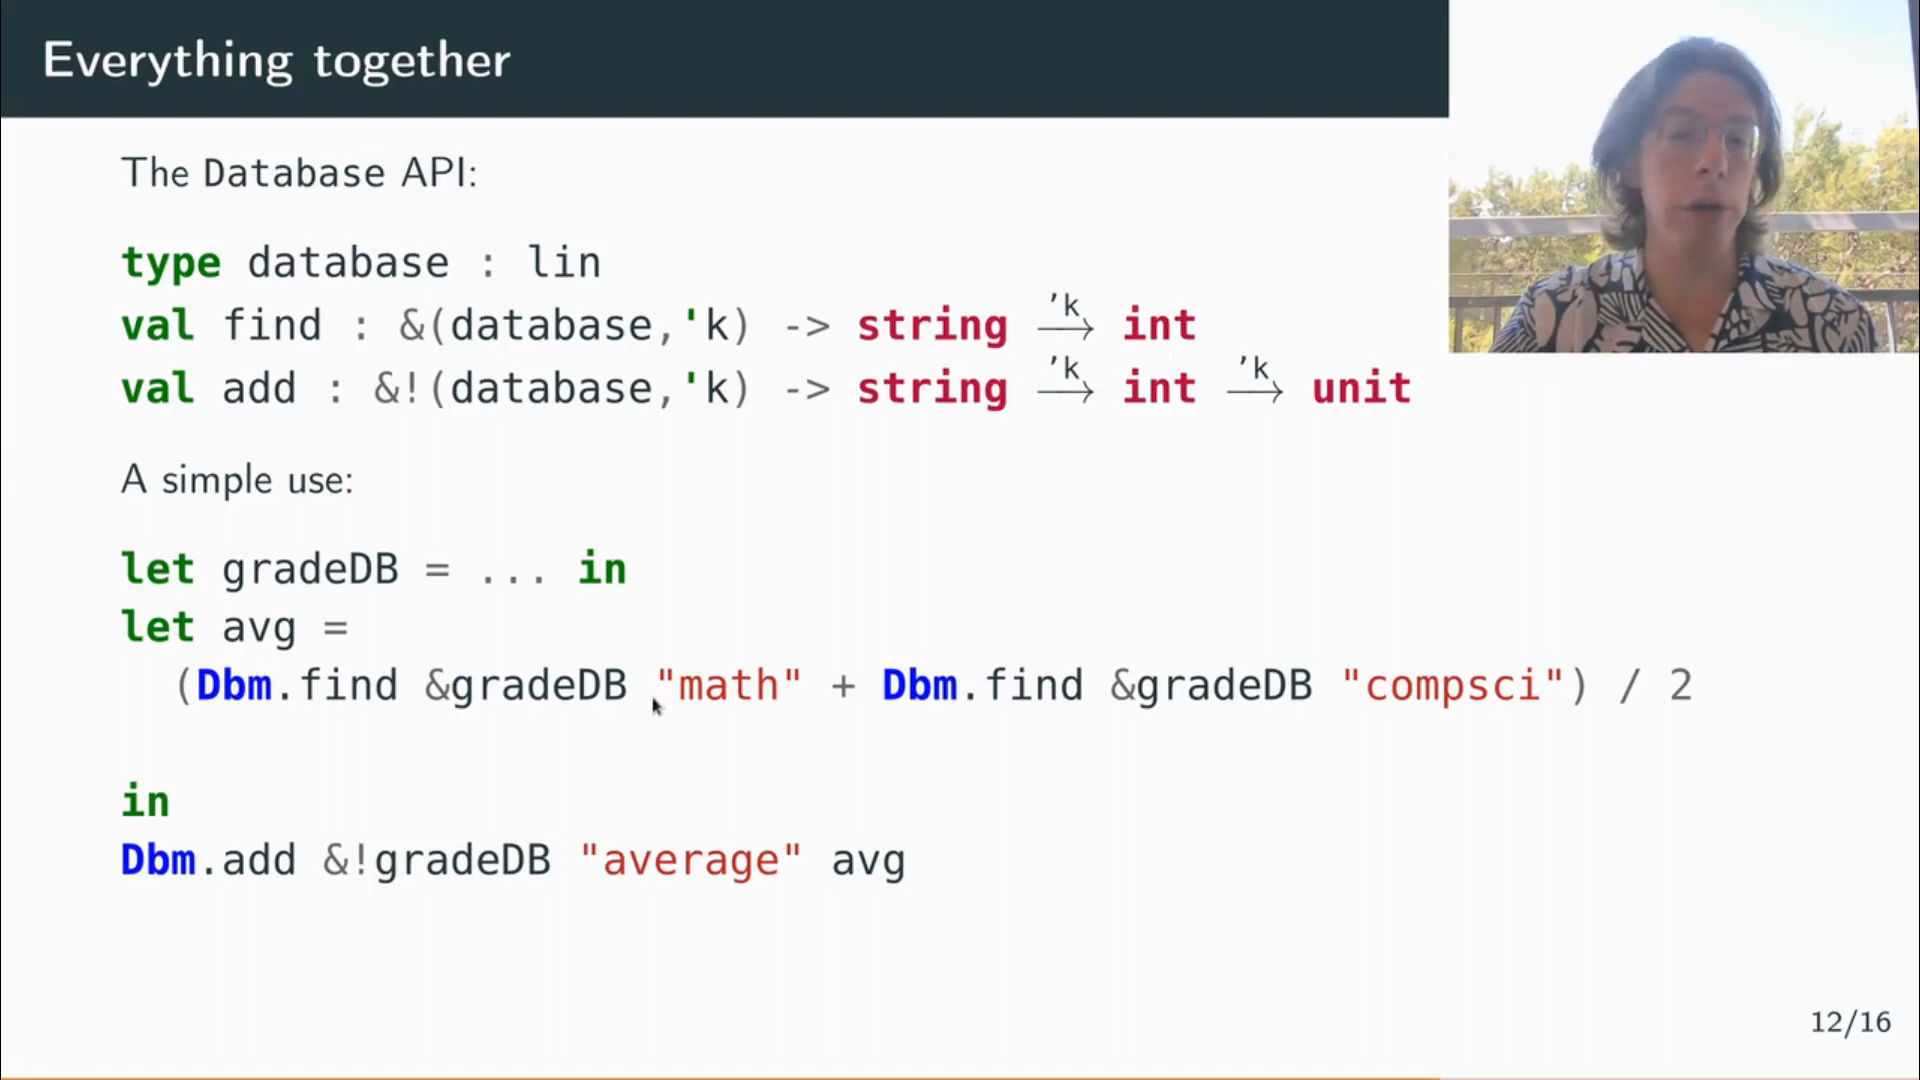 Everything together
The Database API:
type database : lin
val find : &(database,'k) -> string 'k→ int
val add : &!(database,'k) -> string 'k→ int 'k→ unit
A simple use:
let gradeDB = ... in
let avg =
(Dbm.find &gradeDB "math" + Dbm.find &gradeDB "compsci") / 2
in
Dbm.add &!gradeDB "average" avg
12/16